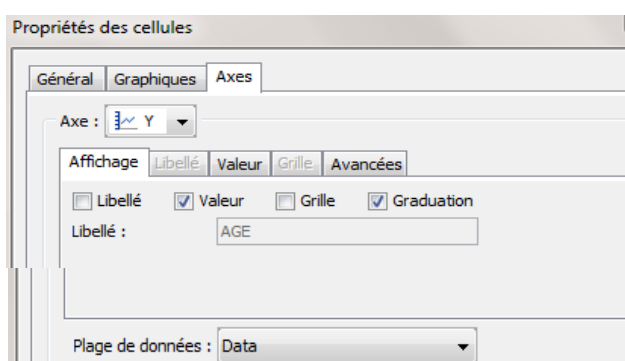 Propriétés des cellules
Général Graphiques Axes
Axe : Y
Affichage Libellé Valeur Grille Avancées
Libellé Valeur Grille Graduation
Libellé : AGE
Plage de données : Data